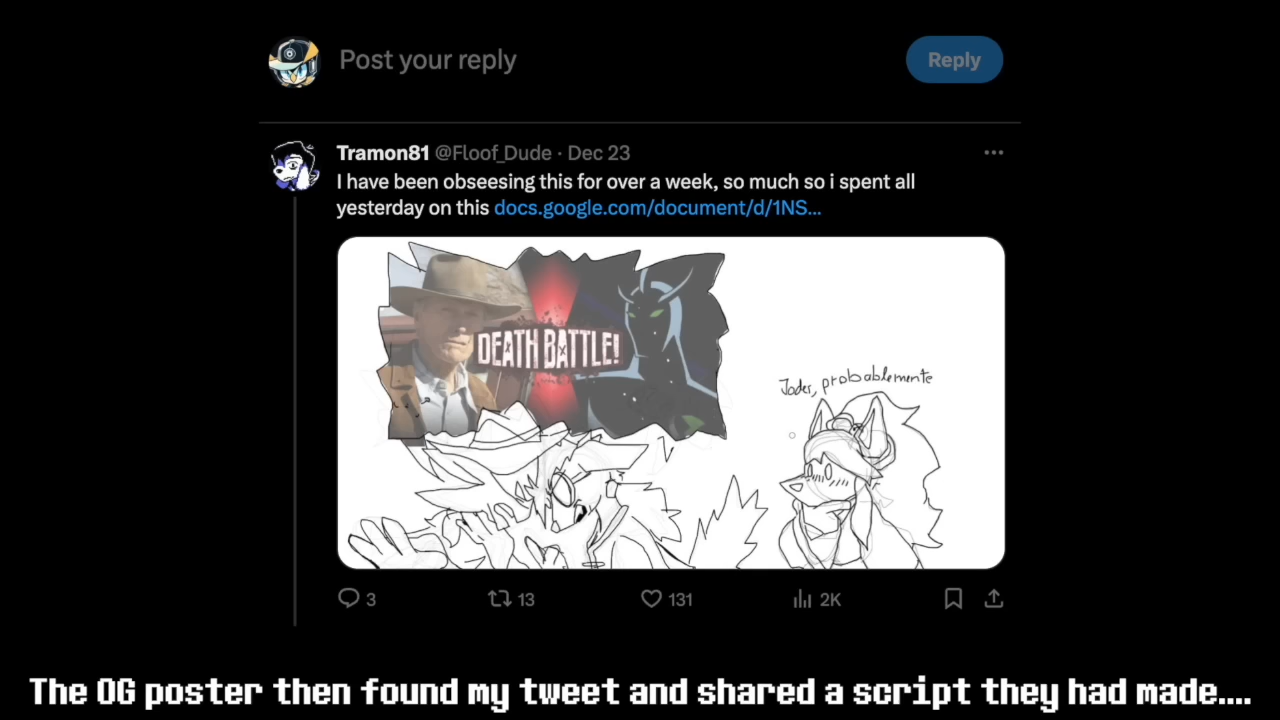 Post your reply
Reply
Tramon81 @Floof_Dude · Dec 23
I have been obseesing this for over a week, so much so i spent all
yesterday on this docs.google.com/document/d/1NS...
DEATH BATTLE!
Joder, probablemente
3
13
131
2K
The OG poster then found my tweet and shared a script they had made....